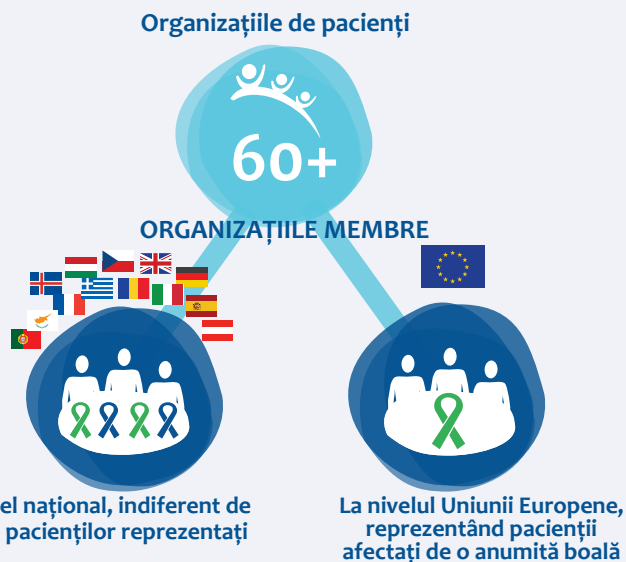 Organizațiile de pacienți
60+
ORGANIZAȚIILE MEMBRE
el național, indiferent de
pacienților reprezentați
La nivelul Uniunii Europene,
reprezentând pacienții
afectați de o anumită boală